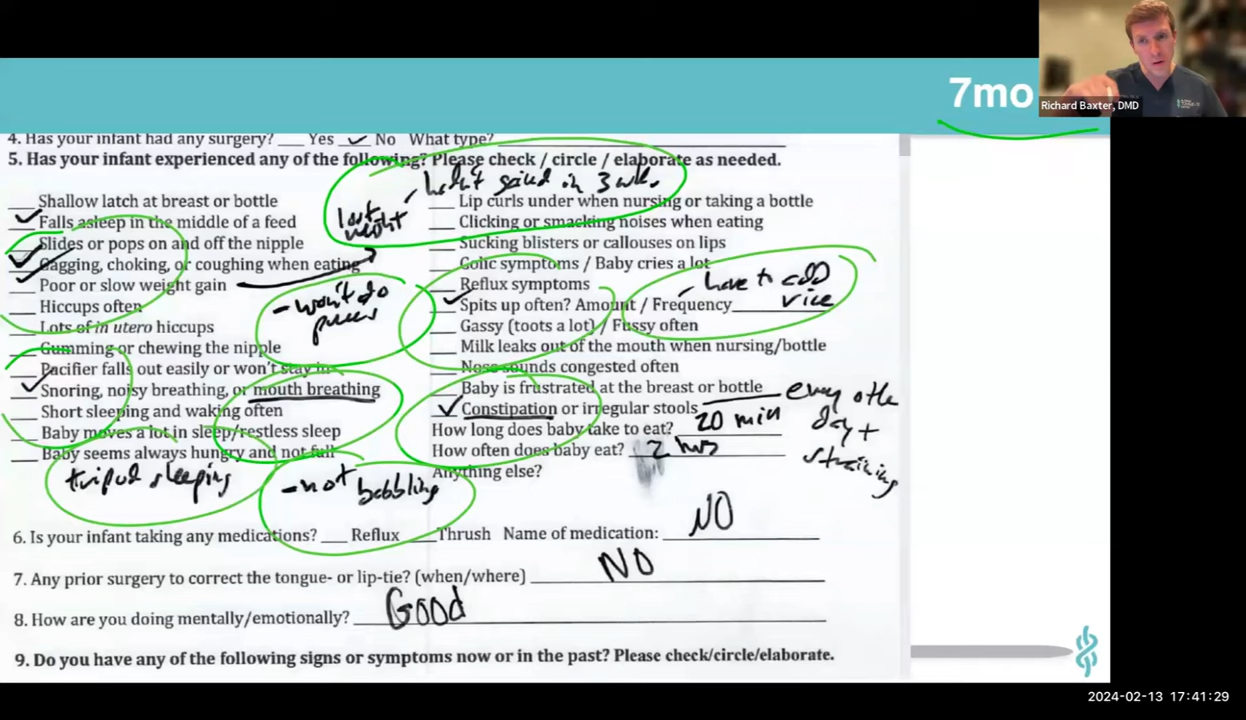 7mo
Richard Baxter, DMD
4. Has your infant had any surgery? ___ Yes ✓ No What type?
5. Has your infant experienced any of the following? Please check / circle / elaborate as needed.
hadn't gained in 3 wk.
lost weight
___ Shallow latch at breast or bottle
___ Falls asleep in the middle of a feed
___ Slides or pops on and off the nipple
___ Gagging, choking, or coughing when eating
___ Poor or slow weight gain
___ Hiccups often
___ Lots of in utero hiccups
___ Gumming or chewing the nipple
___ Pacifier falls out easily or won't stay in
___ Snoring, noisy breathing, or mouth breathing
___ Short sleeping and waking often
___ Baby moves a lot in sleep/restless sleep
___ Baby seems always hungry and not full
- won't do purees
tripod sleeping
- not babbling
___ Lip curls under when nursing or taking a bottle
___ Clicking or smacking noises when eating
___ Sucking blisters or callouses on lips
___ Colic symptoms / Baby cries a lot
___ Reflux symptoms
___ Spits up often? Amount / Frequency
- have to add rice
___ Gassy (toots a lot) / Fussy often
___ Milk leaks out of the mouth when nursing/bottle
___ Nose sounds congested often
___ Baby is frustrated at the breast or bottle
✓ Constipation or irregular stools
every othe day + straining
How long does baby take to eat? 20 min
How often does baby eat? 2 hrs
Anything else?
6. Is your infant taking any medications? ___ Reflux ___ Thrush Name of medication: NO
7. Any prior surgery to correct the tongue- or lip-tie? (when/where) NO
8. How are you doing mentally/emotionally? GOOD
9. Do you have any of the following signs or symptoms now or in the past? Please check/circle/elaborate.
2024-02-13 17:41:29